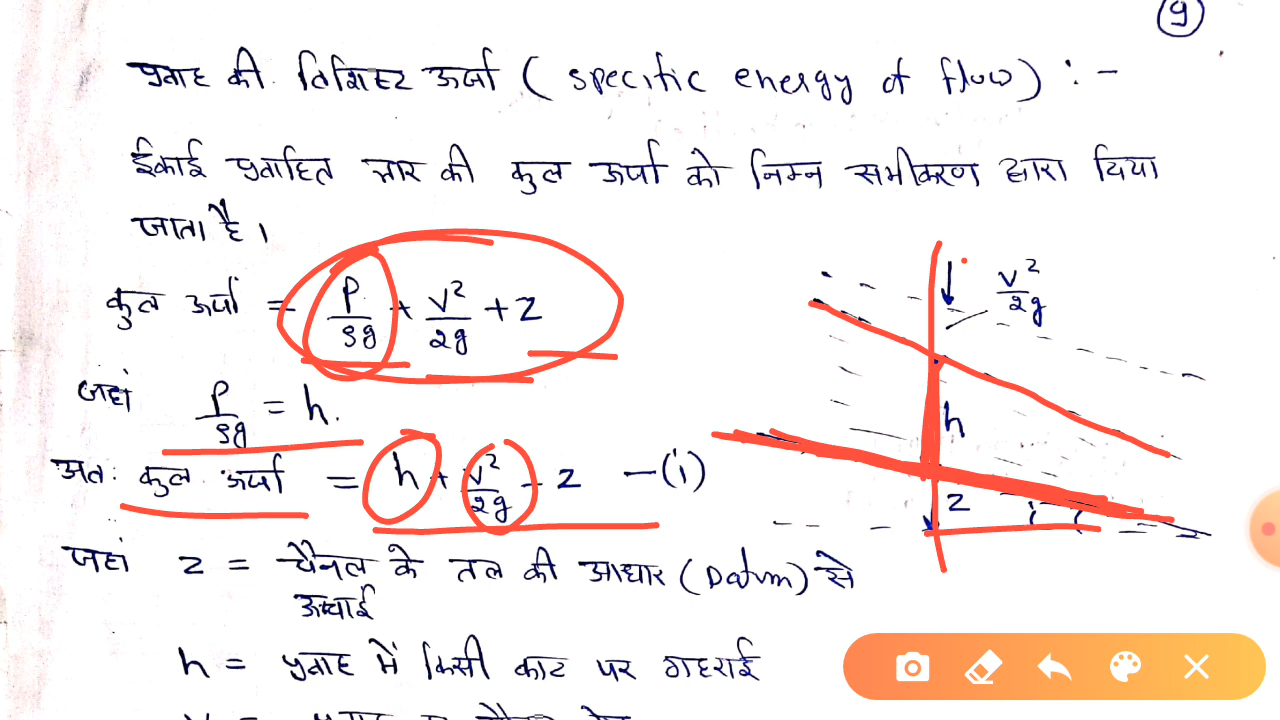 9
प्रवाह की विशिष्ट ऊर्जा ( specific energy of flow ) : -
ईकाई प्रवाहित भार की कुल ऊर्जा को निम्न समीकरण द्वारा दिया
जाता है ।
कुल ऊर्जा = P/ρg + V²/2g + Z
जहां P/ρg = h.
अतः कुल ऊर्जा = h + V²/2g + Z - (i)
जहां Z = चैनल के तल की आधार ( Datum ) से
ऊंचाई
h = प्रवाह में किसी काट पर गहराई
V²/2g
h
Z
i